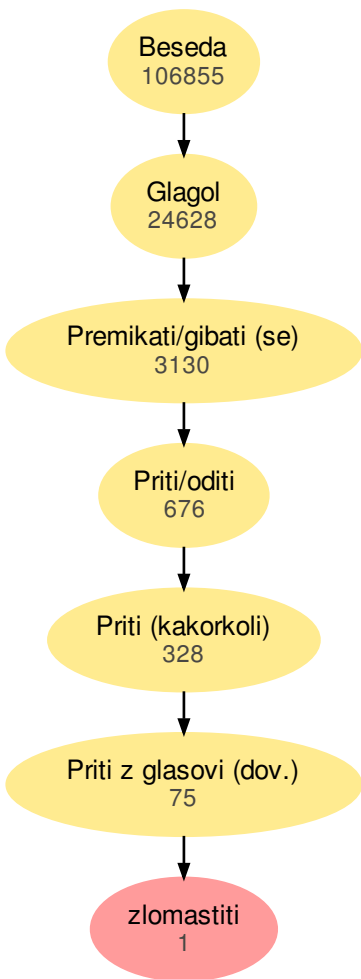 Beseda
106855
Glagol
24628
Premikati/gibati (se)
3130
Priti/oditi
676
Priti (kakorkoli)
328
Priti z glasovi (dov.)
75
zlomastiti
1